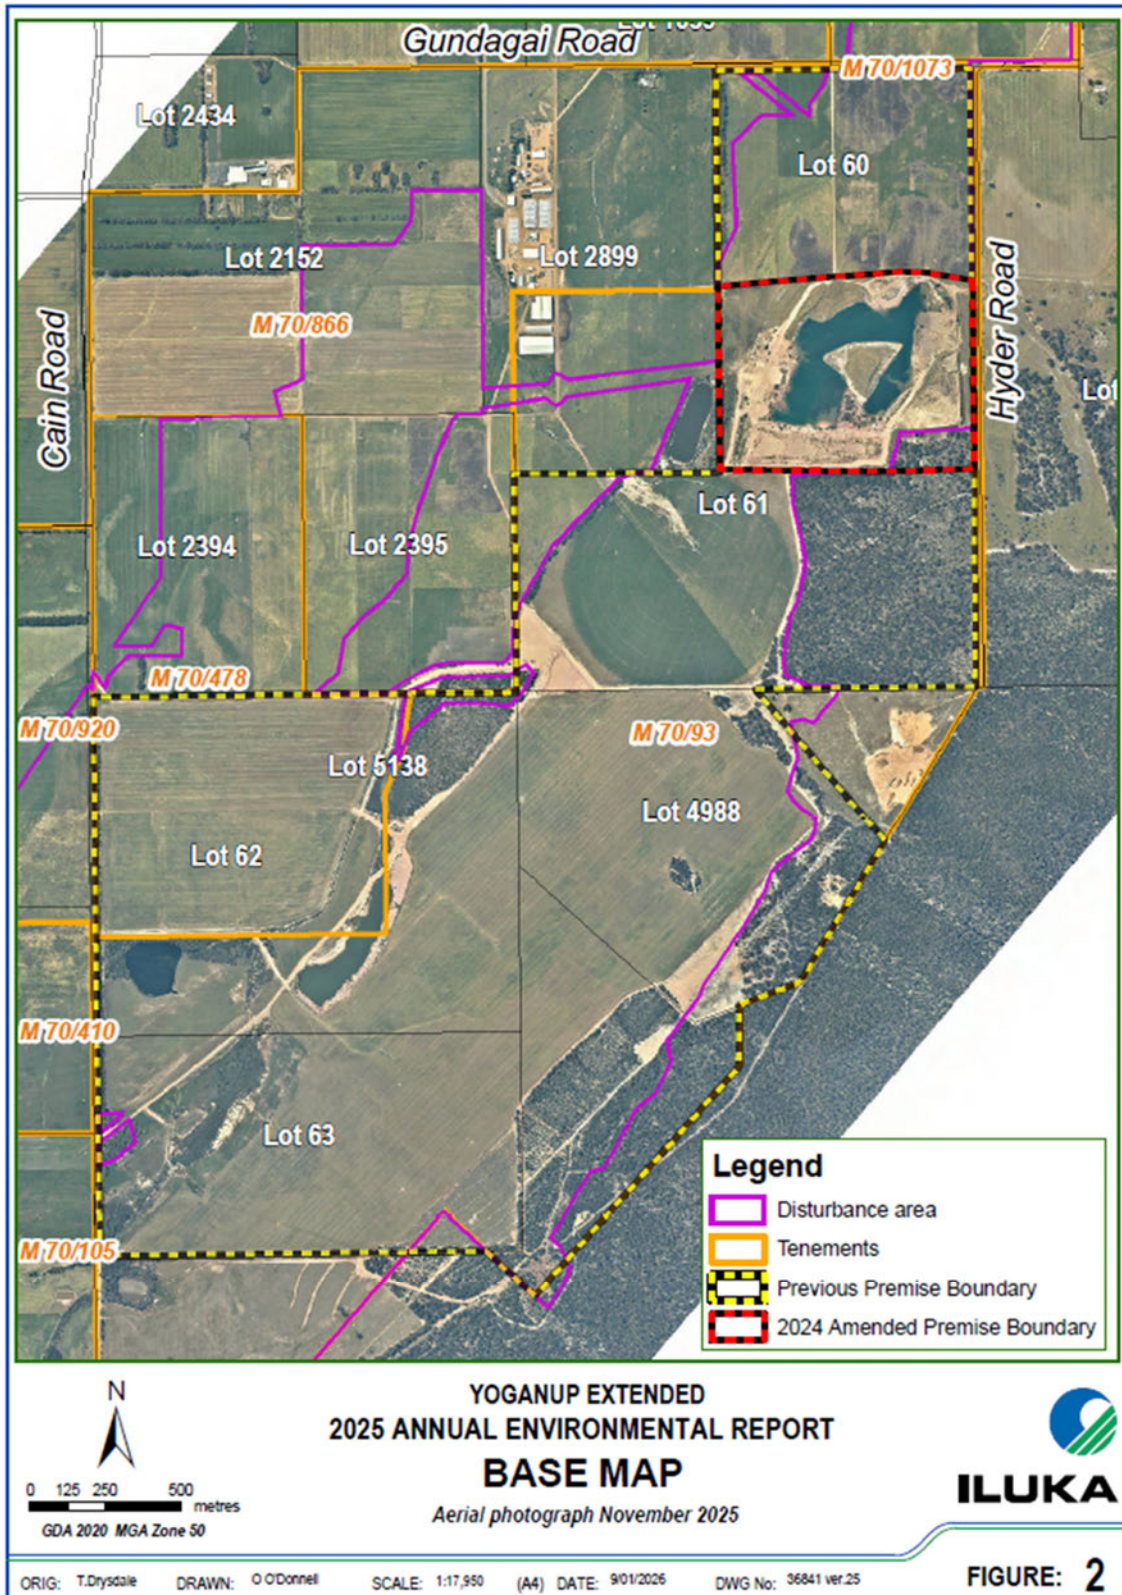 Gundagai Road
M 70/1073
Lot 2434
Lot 60
Lot 2152
Lot 2899
M 70/866
Cain Road
Hyder Road
Lot 61
Lot 2394
Lot 2395
M 70/478
M 70/920
M 70/93
Lot 5138
Lot 4988
Lot 62
M 70/410
Lot 63
M 70/105
Legend
Disturbance area
Tenements
Previous Premise Boundary
2024 Amended Premise Boundary
N
0 125 250 500 metres
GDA 2020 MGA Zone 50
YOGANUP EXTENDED
2025 ANNUAL ENVIRONMENTAL REPORT
BASE MAP
Aerial photograph November 2025
ILUKA
ORIG: T.Drysdale DRAWN: O O'Donnell SCALE: 1:17,950 (A4) DATE: 9/01/2026 DWG No: 36841 ver.25
FIGURE: 2